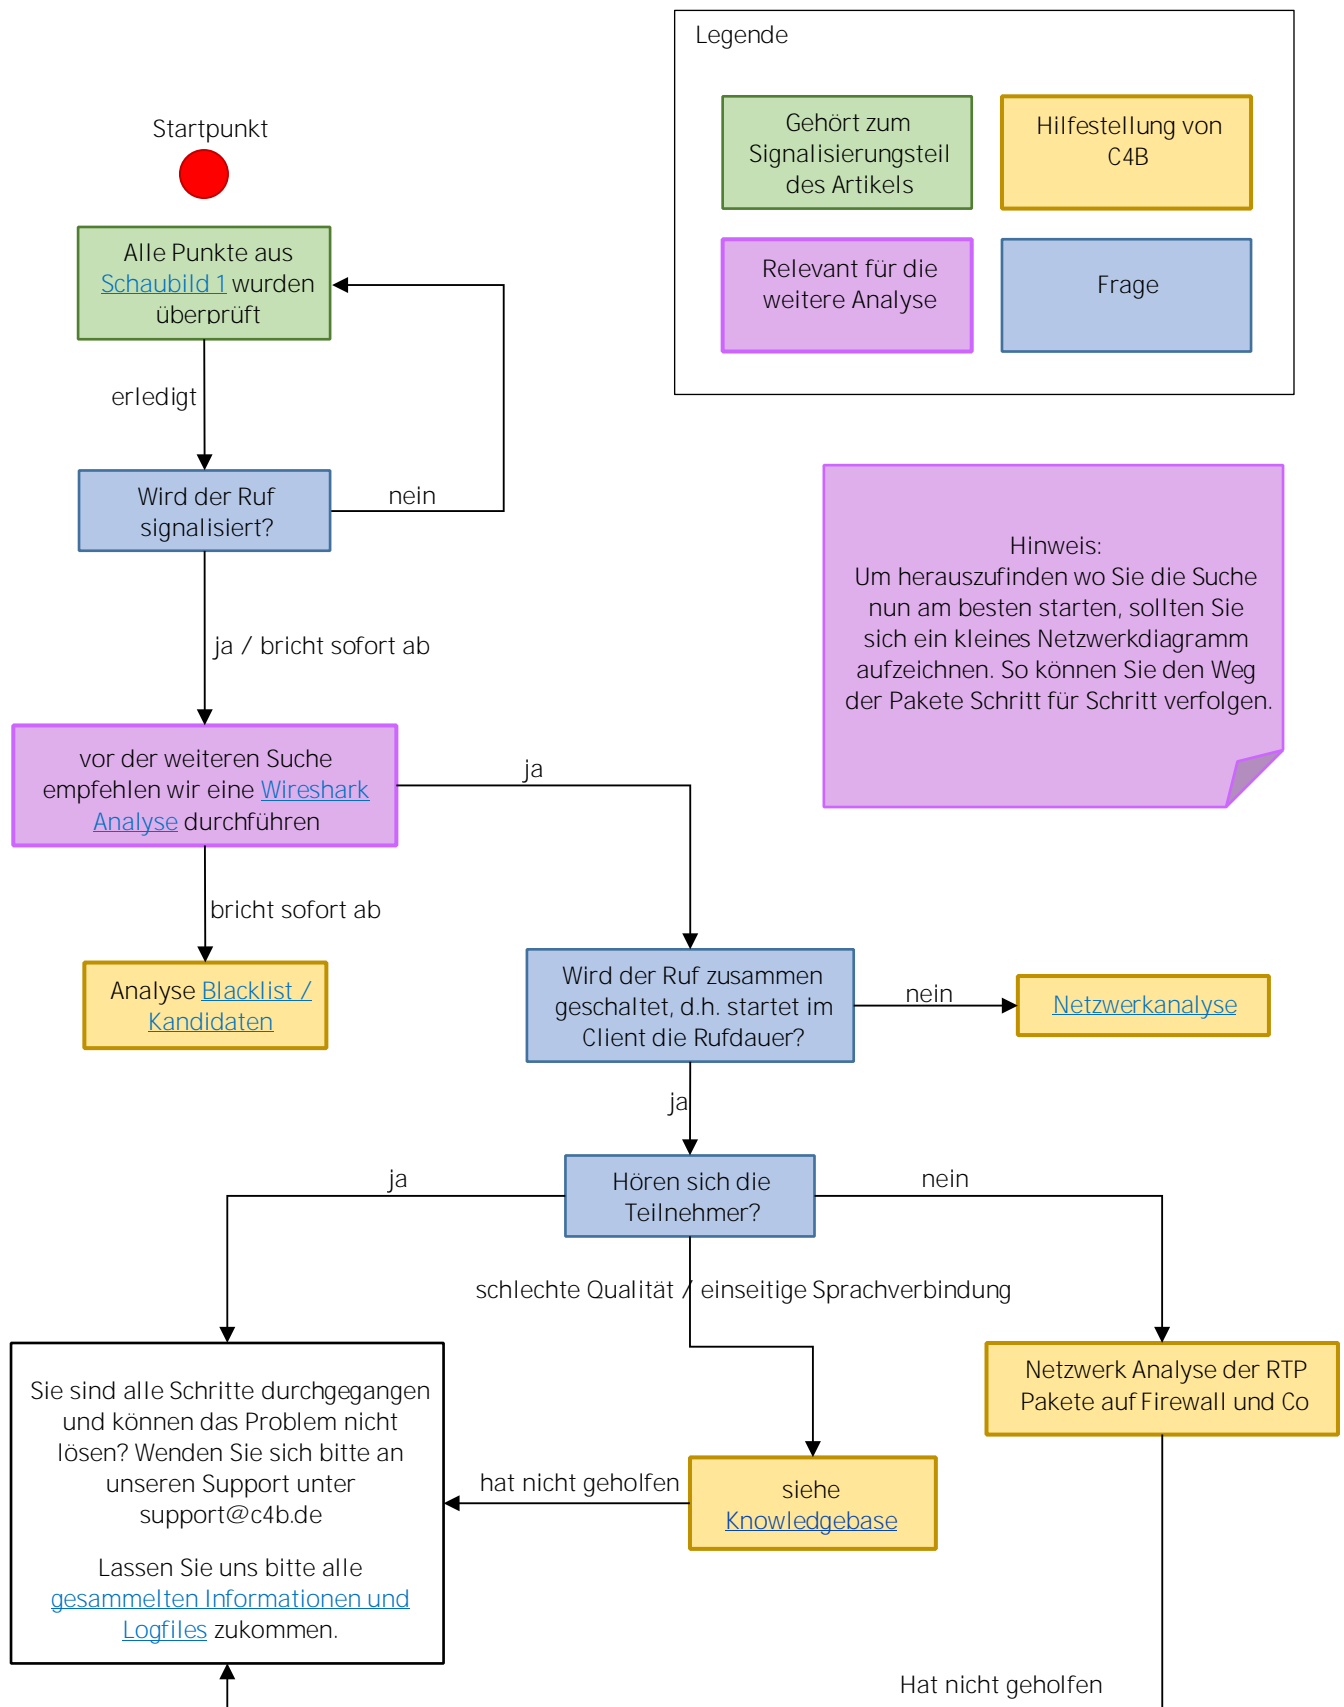 Legende
Gehört zum
Signalisierungsteil
des Artikels
Hilfestellung von
C4B
Relevant für die
weitere Analyse
Frage
Startpunkt
Alle Punkte aus
Schaubild 1 wurden
überprüft
erledigt
Wird der Ruf
signalisiert?
nein
ja / bricht sofort ab
Hinweis:
Um herauszufinden wo Sie die Suche
nun am besten starten, sollten Sie
sich ein kleines Netzwerkdiagramm
aufzeichnen. So können Sie den Weg
der Pakete Schritt für Schritt verfolgen.
vor der weiteren Suche
empfehlen wir eine Wireshark
Analyse durchführen
ja
bricht sofort ab
Analyse Blacklist /
Kandidaten
Wird der Ruf zusammen
geschaltet, d.h. startet im
Client die Rufdauer?
nein
Netzwerkanalyse
ja
Hören sich die
Teilnehmer?
ja
nein
schlechte Qualität / einseitige Sprachverbindung
Netzwerk Analyse der RTP
Pakete auf Firewall und Co
siehe
Knowledgebase
hat nicht geholfen
Sie sind alle Schritte durchgegangen
und können das Problem nicht
lösen? Wenden Sie sich bitte an
unseren Support unter
support@c4b.de
Lassen Sie uns bitte alle
gesammelten Informationen und
Logfiles zukommen.
Hat nicht geholfen